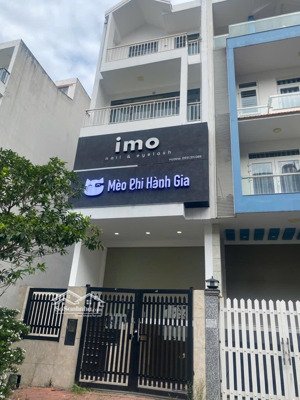 imo
nail & eyelash
Mèo Phi Hành Gia